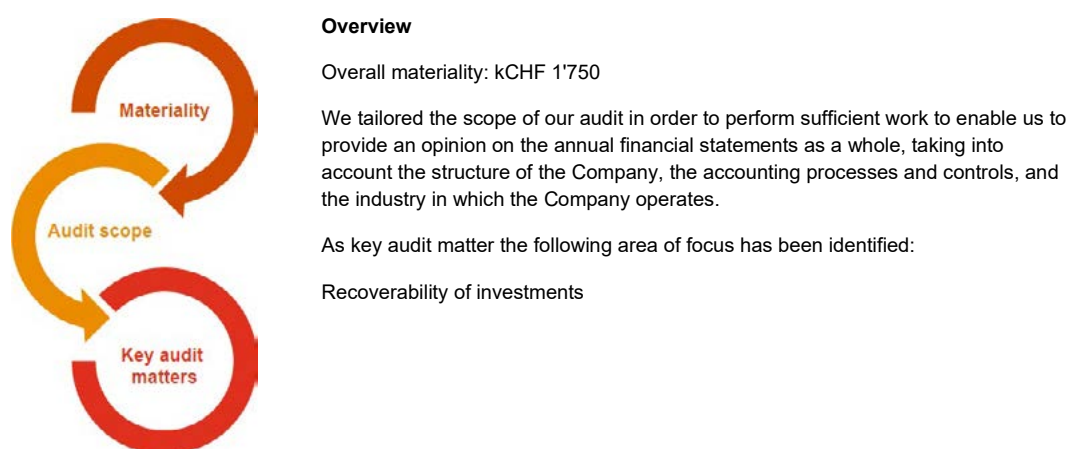 Overview
Overall materiality: kCHF 1'750
Materiality
We tailored the scope of our audit in order to perform sufficient work to enable us to
provide an opinion on the annual financial statements as a whole, taking into
account the structure of the Company, the accounting processes and controls, and
the industry in which the Company operates.
Audit scope
As key audit matter the following area of focus has been identified:
Recoverability of investments
Key audit
matters